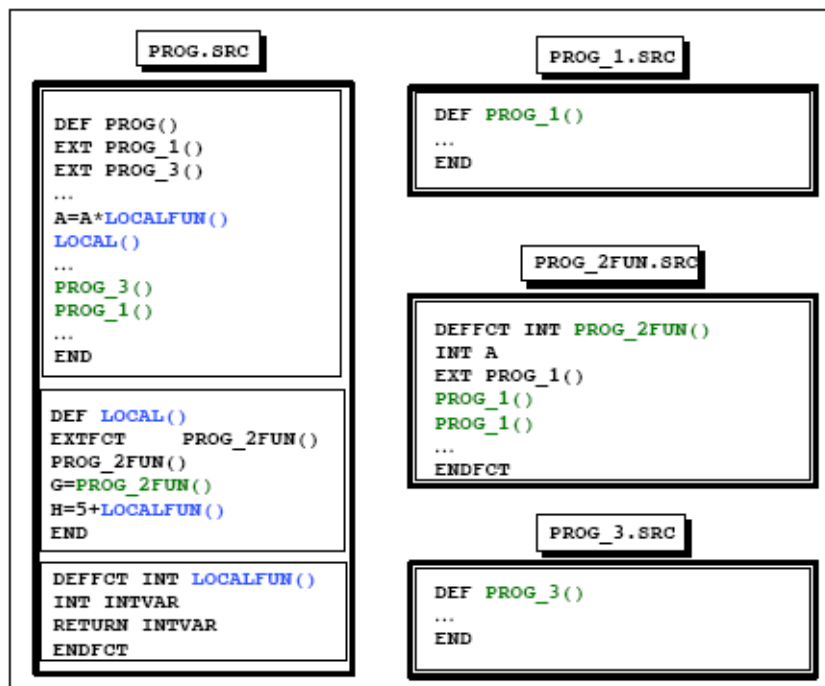 PROG.SRC
DEF PROG()
EXT PROG_1()
EXT PROG_3()
...
A=A*LOCALFUN()
LOCAL()
...
PROG_3()
PROG_1()
...
END
DEF LOCAL()
EXTFCT PROG_2FUN()
PROG_2FUN()
G=PROG_2FUN()
H=5+LOCALFUN()
END
DEFFCT INT LOCALFUN()
INT INTVAR
RETURN INTVAR
ENDFCT
PROG_1.SRC
DEF PROG_1()
...
END
PROG_2FUN.SRC
DEFFCT INT PROG_2FUN()
INT A
EXT PROG_1()
PROG_1()
PROG_1()
...
ENDFCT
PROG_3.SRC
DEF PROG_3()
...
END